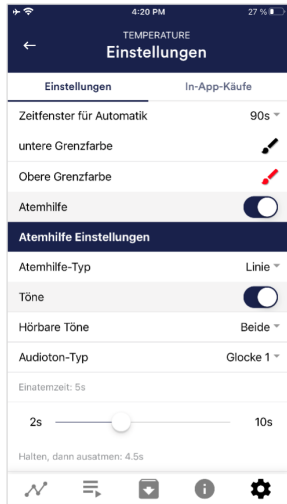 4:20 PM 27 %
TEMPERATURE
Einstellungen
Einstellungen In-App-Käufe
Zeitfenster für Automatik 90s
untere Grenzfarbe
Obere Grenzfarbe
Atemhilfe
Atemhilfe Einstellungen
Atemhilfe-Typ Linie
Töne
Hörbare Töne Beide
Audioton-Typ Glocke 1
Einatemzeit: 5s
2s 10s
Halten, dann ausatmen: 4.5s